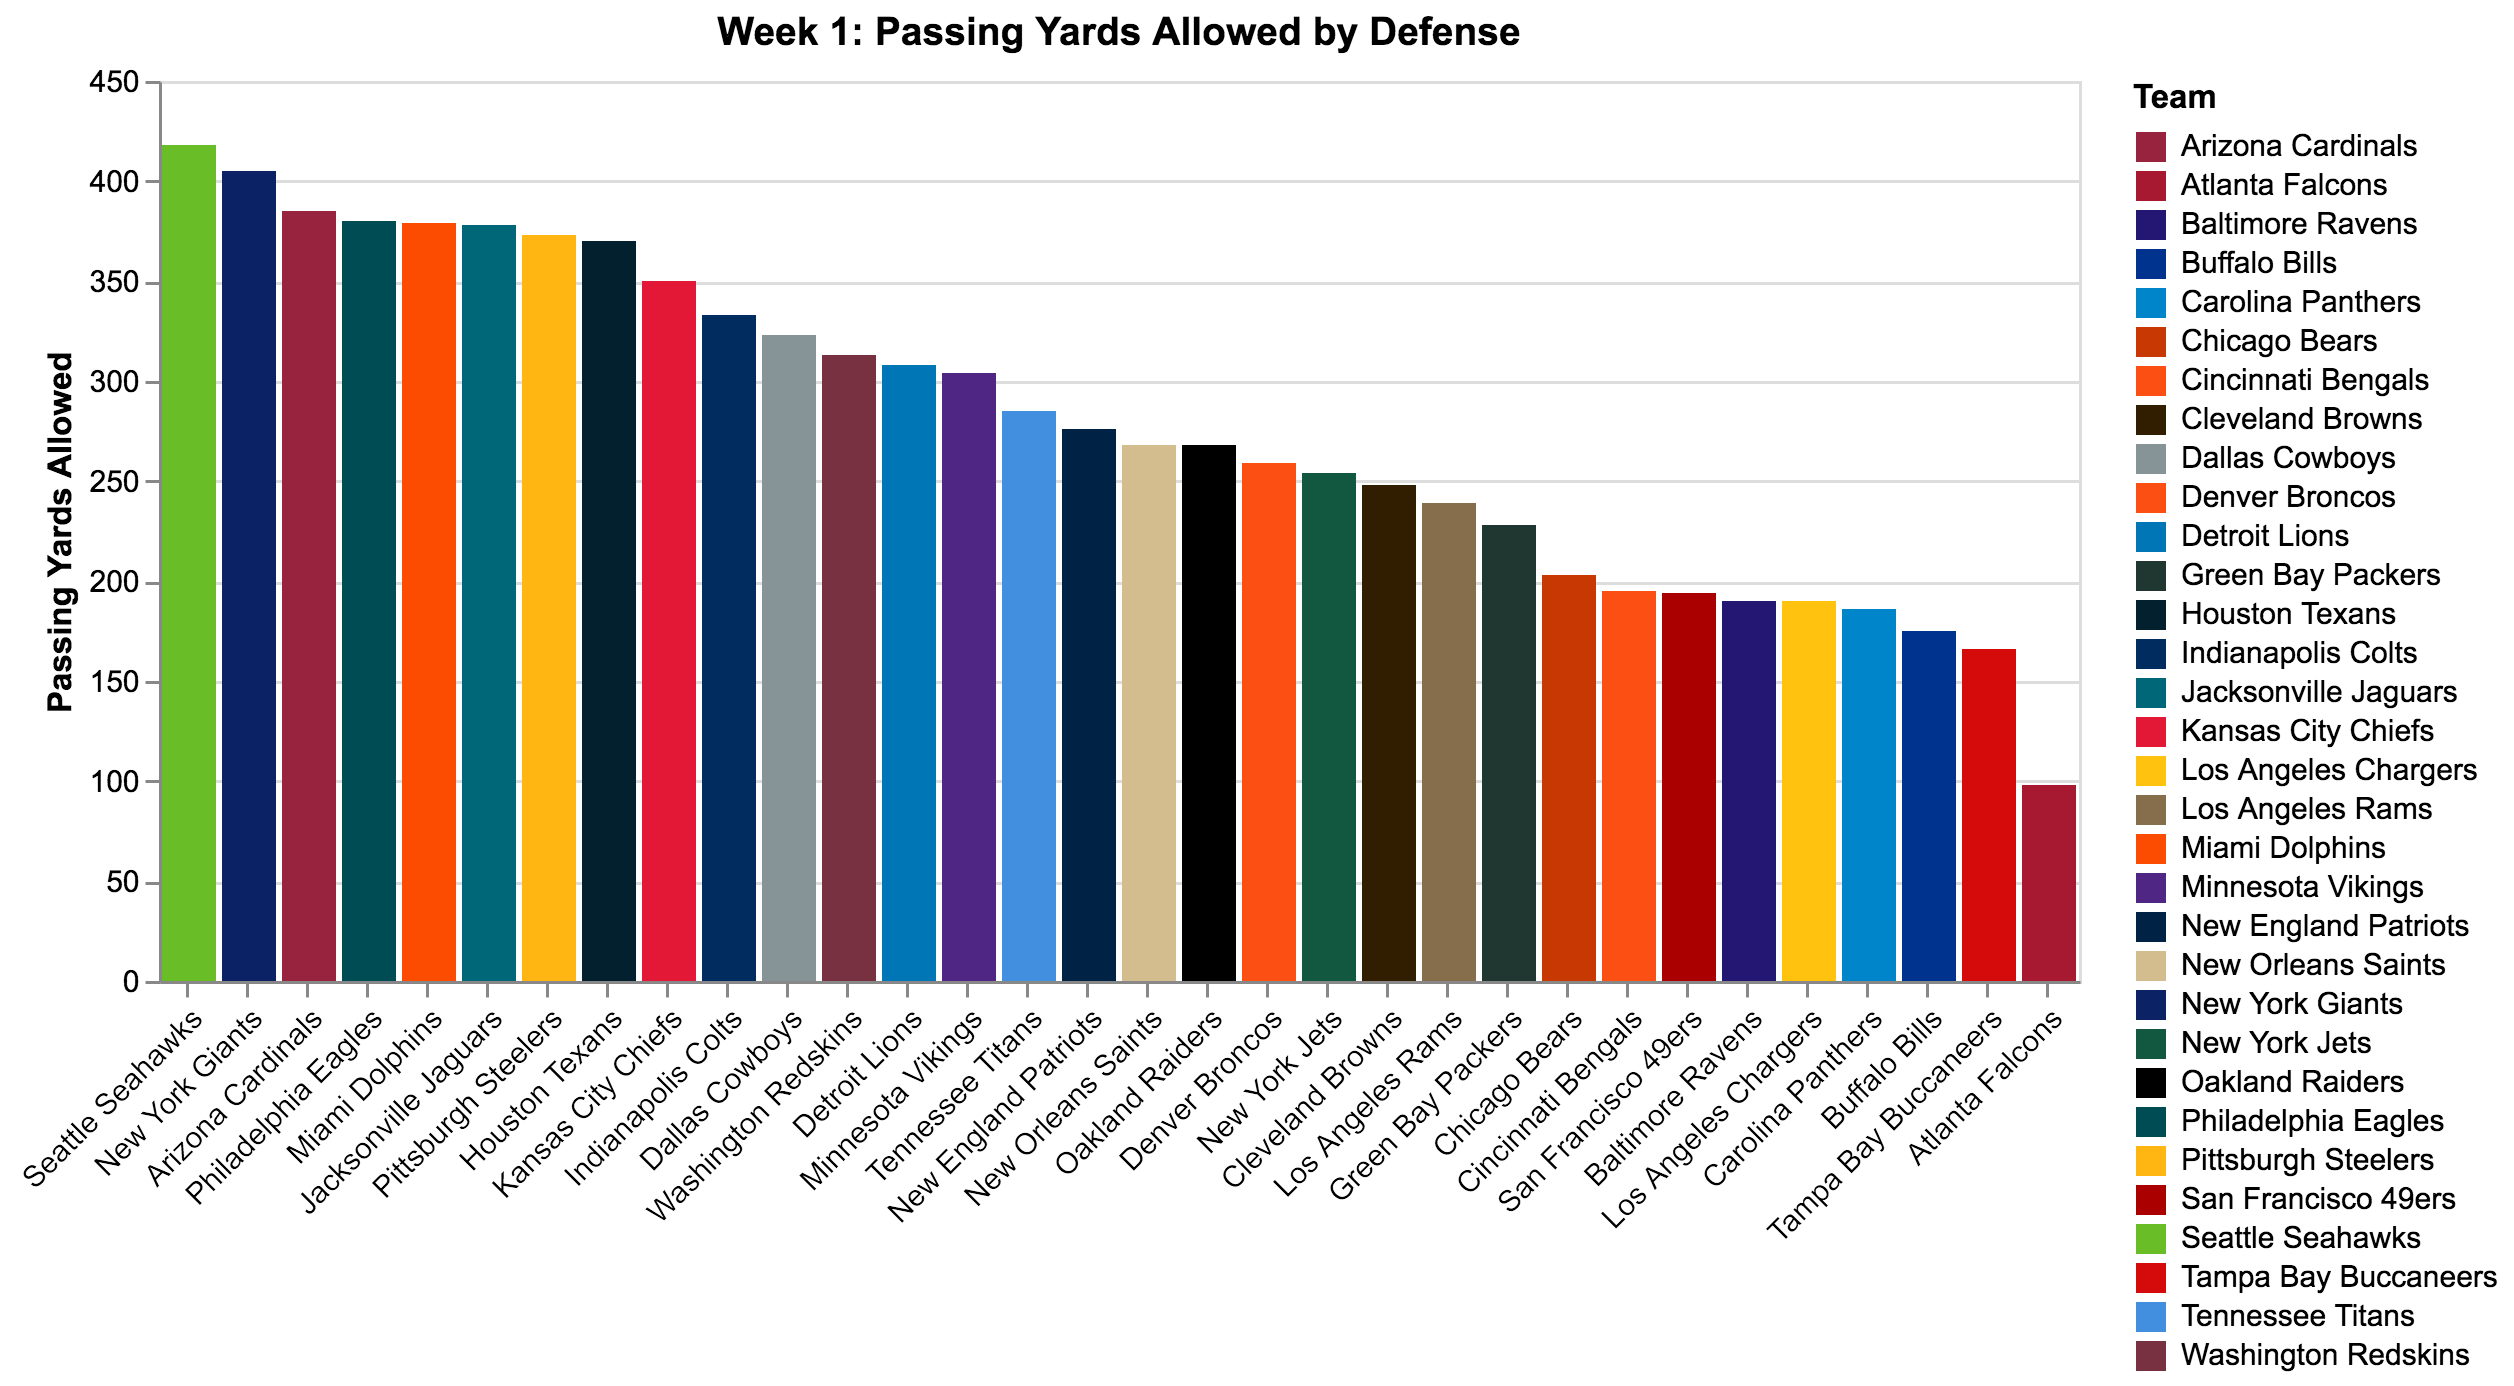 Week 1: Passing Yards Allowed by Defense
Passing Yards Allowed
450
400
350
300
250
200
150
100
50
0
Seattle Seahawks
New York Giants
Arizona Cardinals
Philadelphia Eagles
Miami Dolphins
Jacksonville Jaguars
Pittsburgh Steelers
Houston Texans
Kansas City Chiefs
Indianapolis Colts
Dallas Cowboys
Washington Redskins
Detroit Lions
Minnesota Vikings
Tennessee Titans
New England Patriots
New Orleans Saints
Oakland Raiders
Denver Broncos
New York Jets
Cleveland Browns
Los Angeles Rams
Green Bay Packers
Chicago Bears
Cincinnati Bengals
San Francisco 49ers
Baltimore Ravens
Los Angeles Chargers
Carolina Panthers
Buffalo Bills
Tampa Bay Buccaneers
Atlanta Falcons
Team
Arizona Cardinals
Atlanta Falcons
Baltimore Ravens
Buffalo Bills
Carolina Panthers
Chicago Bears
Cincinnati Bengals
Cleveland Browns
Dallas Cowboys
Denver Broncos
Detroit Lions
Green Bay Packers
Houston Texans
Indianapolis Colts
Jacksonville Jaguars
Kansas City Chiefs
Los Angeles Chargers
Los Angeles Rams
Miami Dolphins
Minnesota Vikings
New England Patriots
New Orleans Saints
New York Giants
New York Jets
Oakland Raiders
Philadelphia Eagles
Pittsburgh Steelers
San Francisco 49ers
Seattle Seahawks
Tampa Bay Buccaneers
Tennessee Titans
Washington Redskins